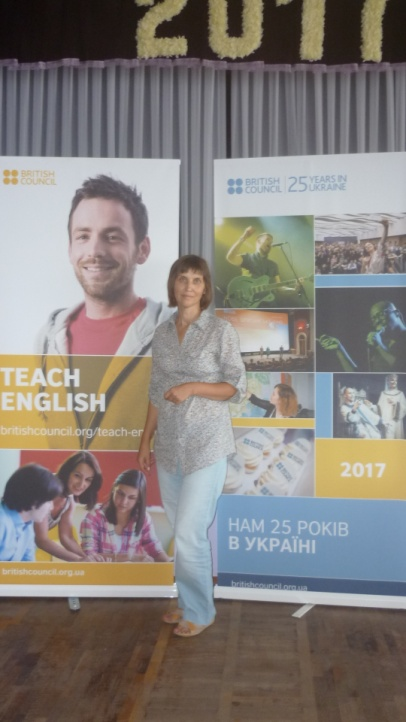 2017
BRITISH
COUNCIL
TEACH
ENGLISH
britishcouncil.org/teach-en
britishcouncil.org.ua
BRITISH
COUNCIL
25 YEARS IN
UKRAINE
2017
НАМ 25 РОКІВ
В УКРАЇНІ
britishcouncil.org.ua